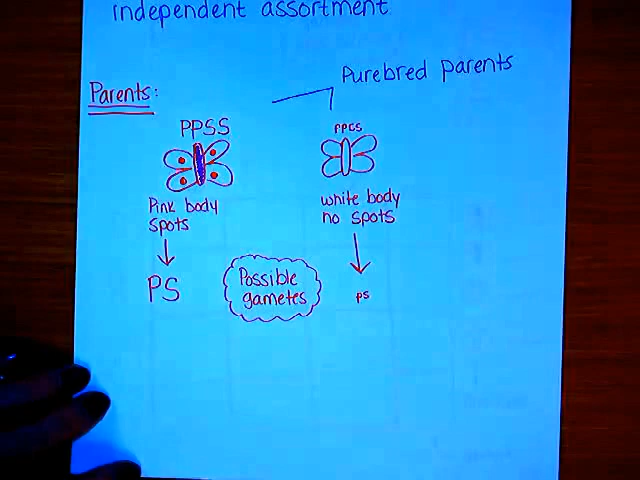 independent assortment
Purebred parents
Parents:
PPSS
ppss
Pink body
spots
white body
no spots
PS
Possible
gametes
ps